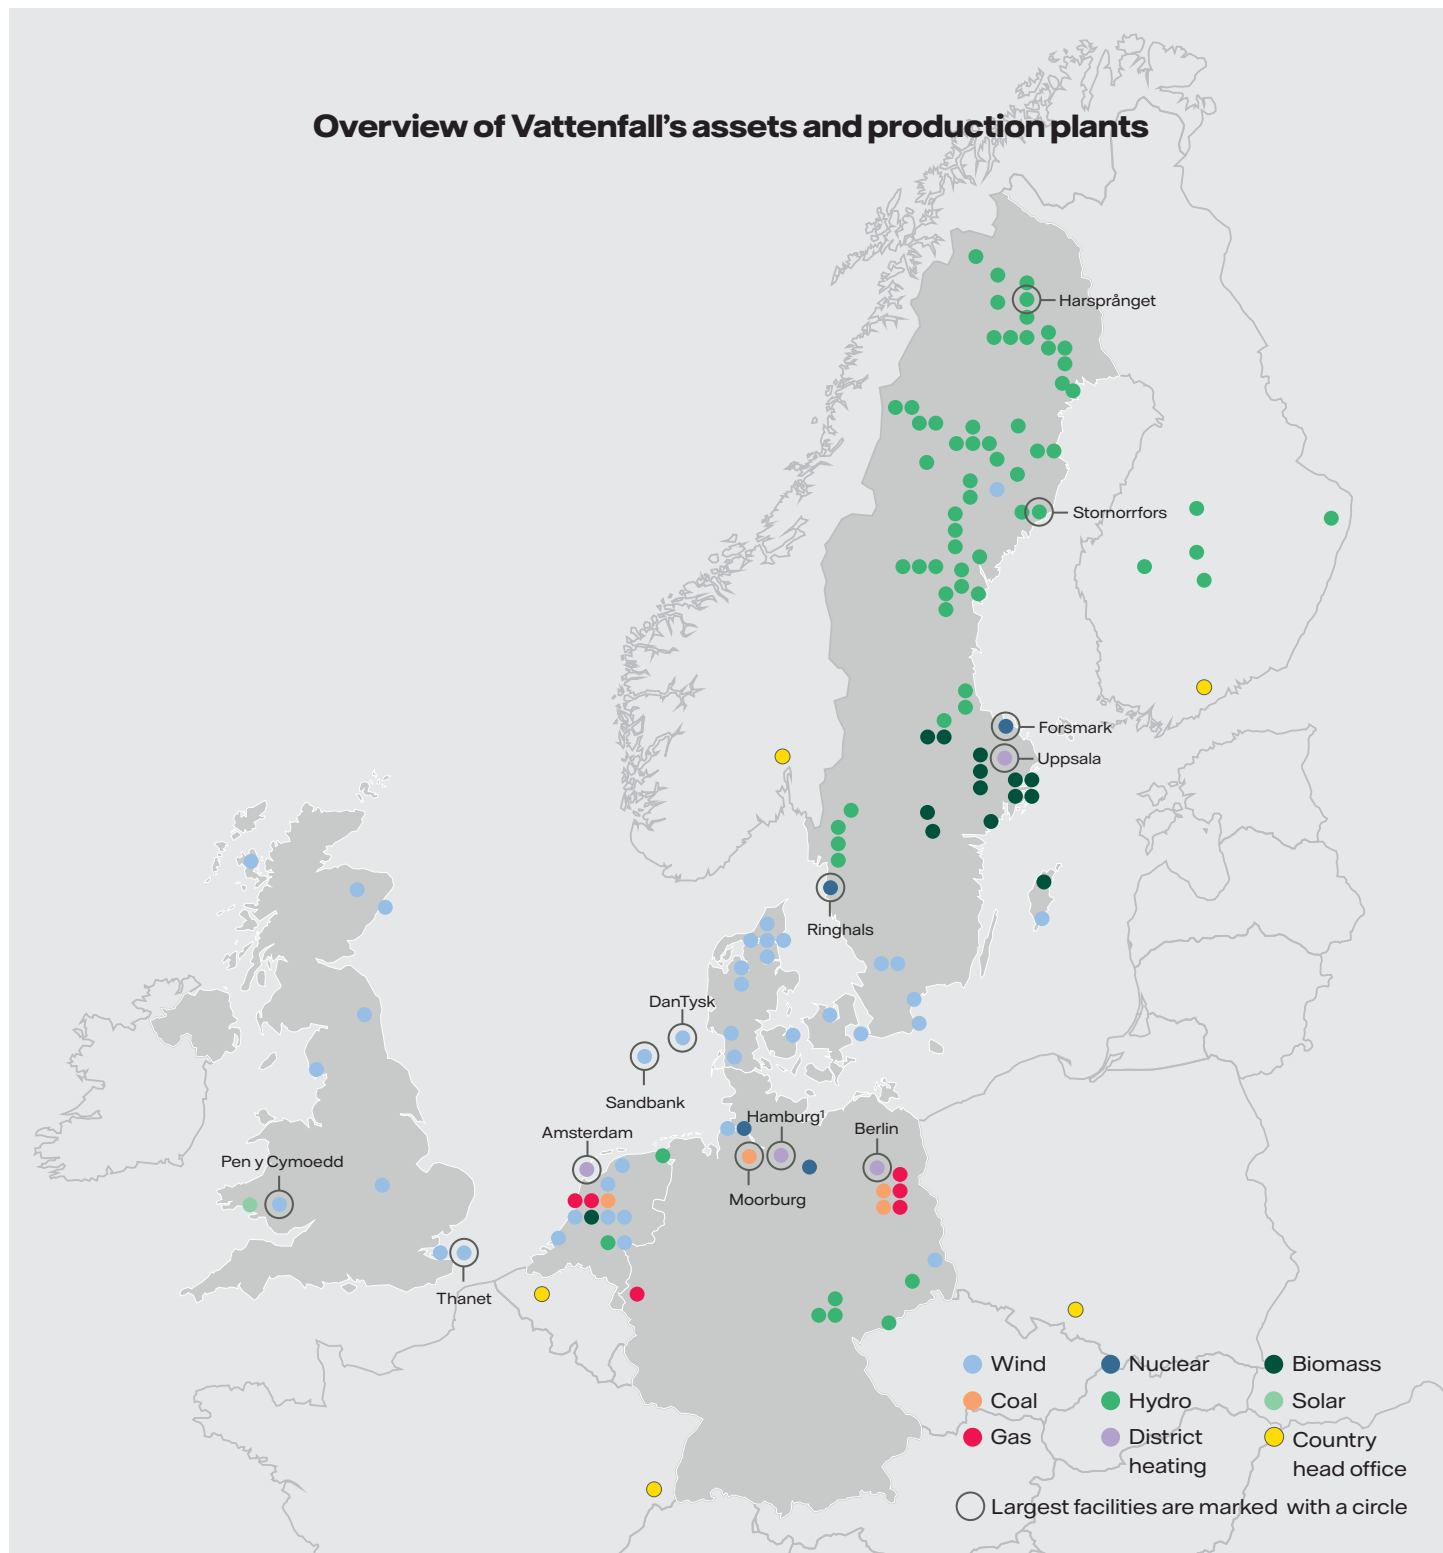 Overview of Vattenfall's assets and production plants
Harsprånget
Stornorrfors
Forsmark
Uppsala
Ringhals
DanTysk
Sandbank
Hamburg¹
Berlin
Amsterdam
Pen y Cymoedd
Moorburg
Thanet
Wind
Nuclear
Biomass
Coal
Hydro
Solar
Gas
District
heating
Country
head office
Largest facilities are marked with a circle